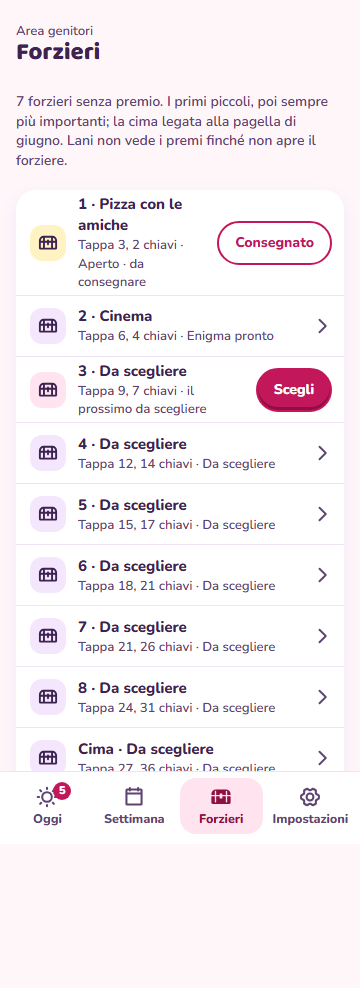 Area genitori
Forzieri
7 forzieri senza premio. I primi piccoli, poi sempre
più importanti; la cima legata alla pagella di
giugno. Lani non vede i premi finché non apre il
forziere.
1 · Pizza con le
amiche
Tappa 3, 2 chiavi ·
Aperto · da
consegnare
Consegnato
2 · Cinema
Tappa 6, 4 chiavi · Enigma pronto
3 · Da scegliere
Tappa 9, 7 chiavi · il
prossimo da scegliere
Scegli
4 · Da scegliere
Tappa 12, 14 chiavi · Da scegliere
5 · Da scegliere
Tappa 15, 17 chiavi · Da scegliere
6 · Da scegliere
Tappa 18, 21 chiavi · Da scegliere
7 · Da scegliere
Tappa 21, 26 chiavi · Da scegliere
8 · Da scegliere
Tappa 24, 31 chiavi · Da scegliere
Cima · Da scegliere
Tappa 27, 36 chiavi · Da scegliere
5
Oggi
Settimana
Forzieri
Impostazioni